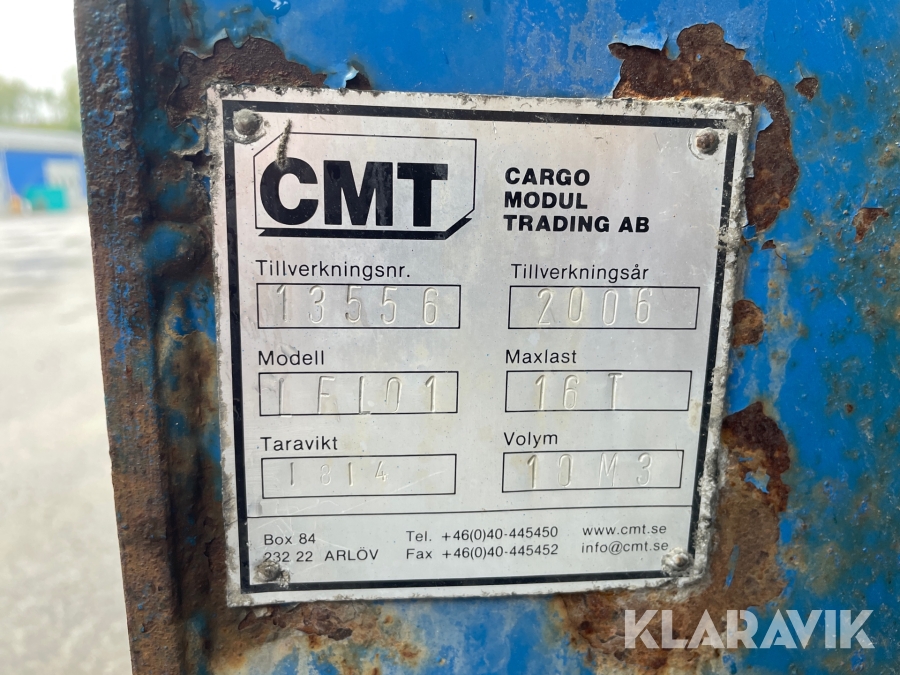 CMT
CARGO
MODUL
TRADING AB
Tillverkningsnr.
Tillverkningsår
13556
2006
Modell
Maxlast
LFL01
16 T
Taravikt
Volym
1814
10 M3
Box 84
232 22 ARLÖV
Tel. +46(0)40-445450
Fax +46(0)40-445452
www.cmt.se
info@cmt.se
KLARAVIK